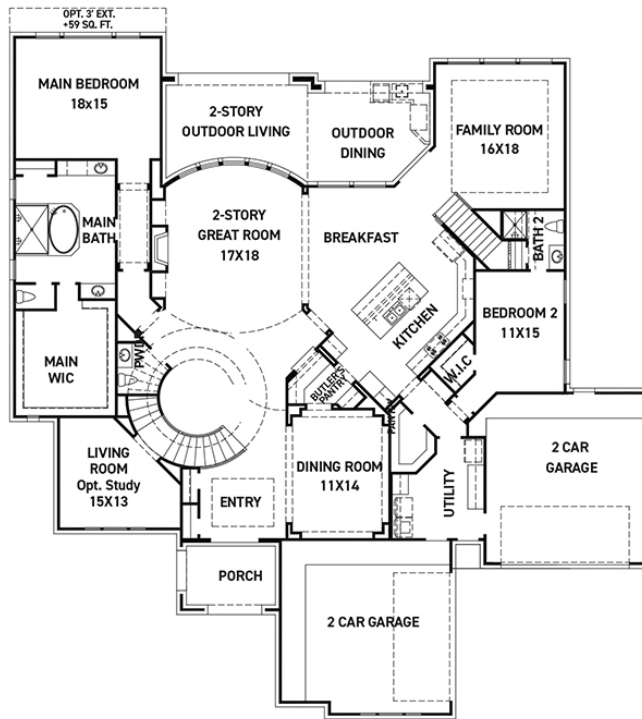 OPT. 3' EXT.
+59 SQ. FT.
MAIN BEDROOM
18x15
2-STORY
OUTDOOR LIVING
OUTDOOR
DINING
FAMILY ROOM
16X18
MAIN
BATH
2-STORY
GREAT ROOM
17X18
BREAKFAST
BATH 2
KITCHEN
BEDROOM 2
11X15
MAIN
WIC
PWDR
BUTLER'S
PANTRY
W.I.C
LIVING
ROOM
Opt. Study
15X13
ENTRY
DINING ROOM
11X14
UTILITY
2 CAR
GARAGE
PORCH
2 CAR GARAGE